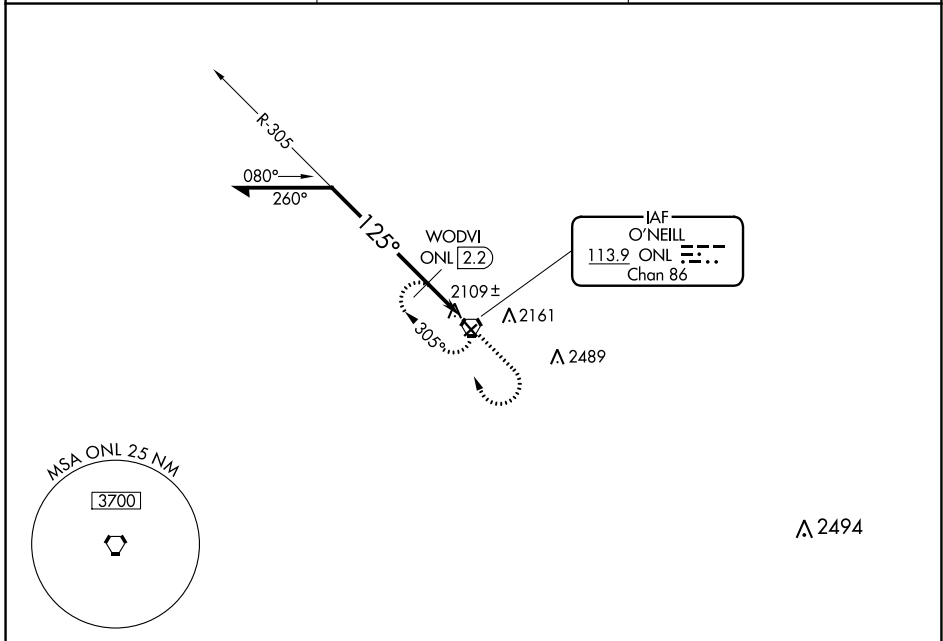 R-305
080°
260°
125°
WODVI
ONL 2.2
2109±
IAF
O'NEILL
113.9 ONL
Chan 86
2161
305°
2489
MSA ONL 25 NM
3700
2494